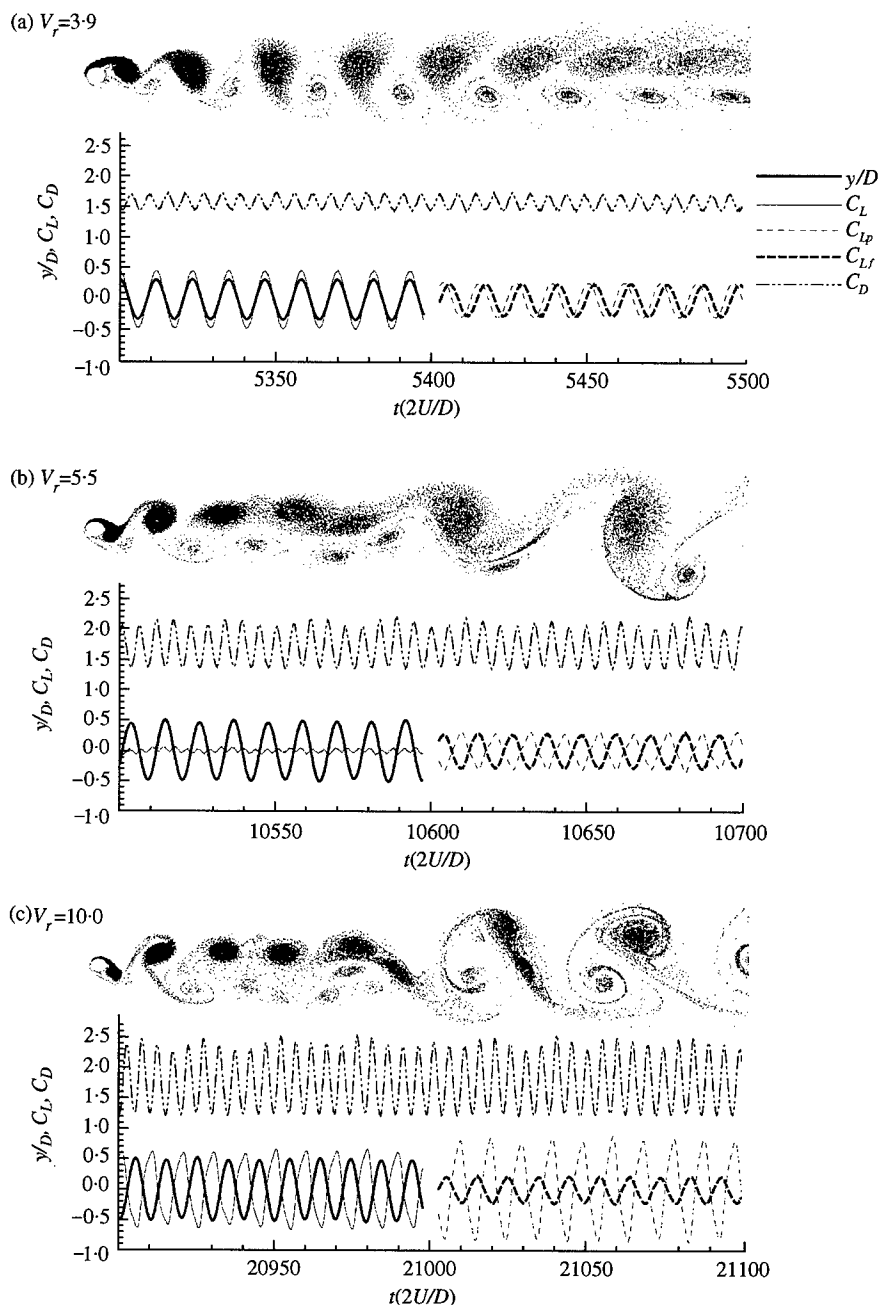 (a) V_r=3·9
2·5
2·0
1·5
1·0
0·5
0·0
−0·5
−1·0
y/D, C_L, C_D
y/D
C_L
C_Lp
C_Lf
C_D
5350 5400 5450 5500
t(2U/D)
(b) V_r=5·5
2·5
2·0
1·5
1·0
0·5
0·0
−0·5
−1·0
y/D, C_L, C_D
10550 10600 10650 10700
t(2U/D)
(c) V_r=10·0
2·5
2·0
1·5
1·0
0·5
0·0
−0·5
−1·0
y/D, C_L, C_D
20950 21000 21050 21100
t(2U/D)